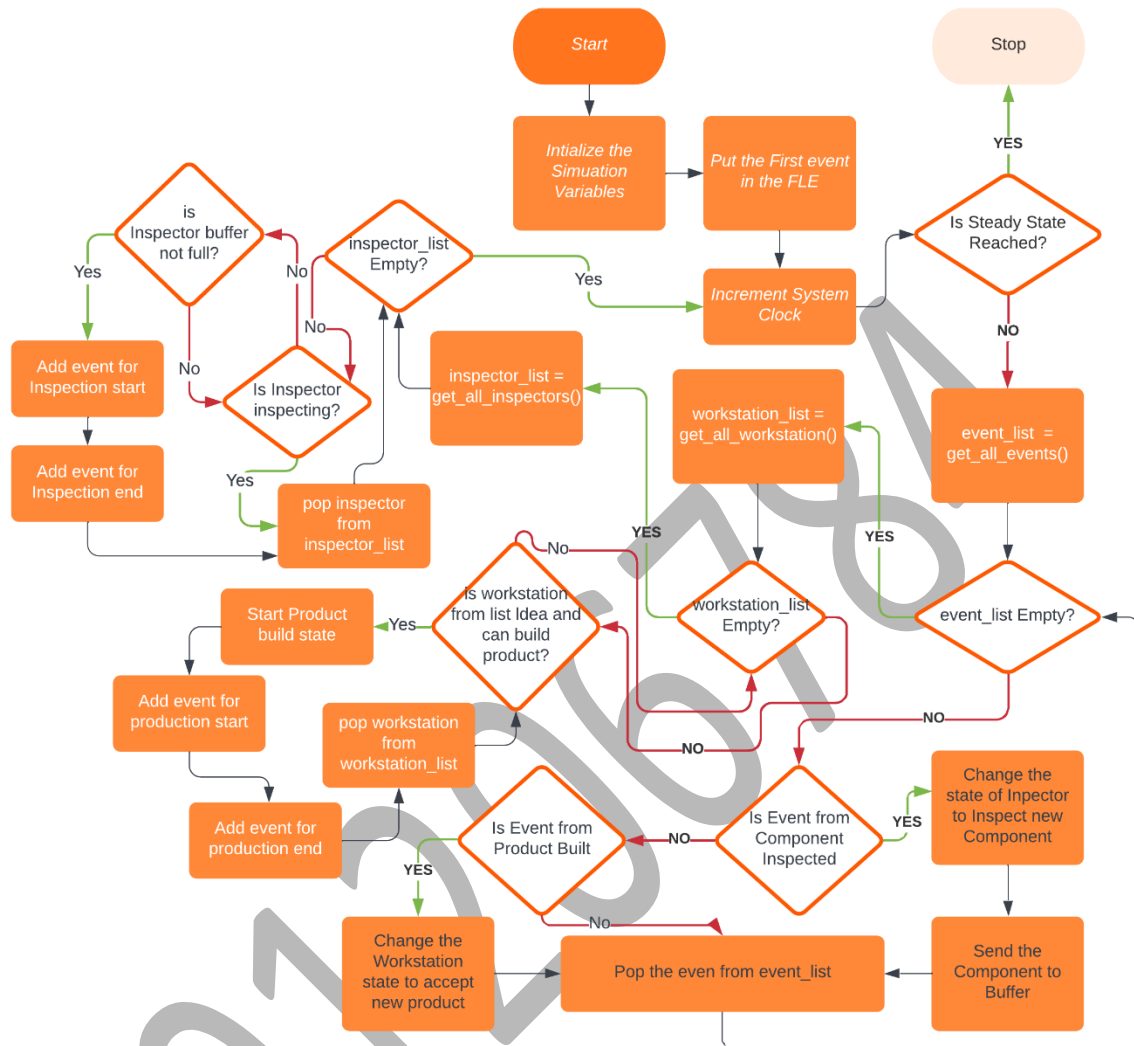 Start
Stop
Intialize the
Simuation
Variables
Put the First event
in the FLE
YES
Is Steady State
Reached?
is
Inspector buffer
not full?
inspector_list
Empty?
Yes
No
Yes
Increment System
Clock
No
NO
Add event for
Inspection start
No
Is Inspector
inspecting?
inspector_list =
get_all_inspectors()
workstation_list =
get_all_workstation()
event_list =
get_all_events()
Add event for
Inspection end
Yes
pop inspector
from
inspector_list
YES
YES
No
Is workstation
from list Idea and
can build
product?
workstation_list
Empty?
event_list Empty?
Start Product
build state
Yes
Add event for
production start
NO
NO
pop workstation
from
workstation_list
Add event for
production end
Is Event from
Product Built
NO
Is Event from
Component
Inspected
YES
Change the
state of Inpector
to Inspect new
Component
YES
No
Change the
Workstation
state to accept
new product
Pop the even from event_list
Send the
Component to
Buffer